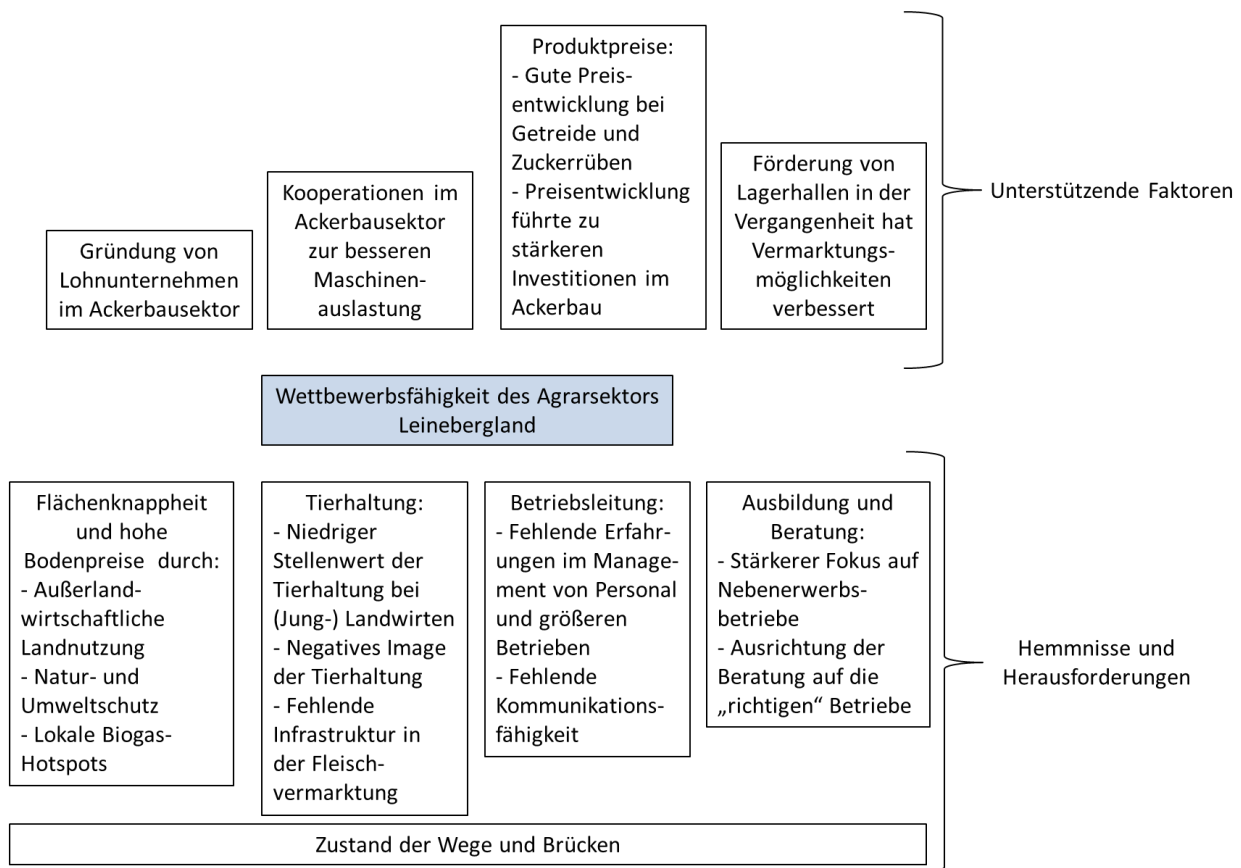 Produktpreise:
- Gute Preis-
entwicklung bei
Getreide und
Zuckerrüben
- Preisentwicklung
führte zu
stärkeren
Investitionen im
Ackerbau
Förderung von
Lagerhallen in der
Vergangenheit hat
Vermarktungs-
möglichkeiten
verbessert
Kooperationen im
Ackerbausektor
zur besseren
Maschinen-
auslastung
Gründung von
Lohnunternehmen
im Ackerbausektor
Unterstützende Faktoren
Wettbewerbsfähigkeit des Agrarsektors
Leinebergland
Flächenknappheit
und hohe
Bodenpreise durch:
- Außerland-
wirtschaftliche
Landnutzung
- Natur- und
Umweltschutz
- Lokale Biogas-
Hotspots
Tierhaltung:
- Niedriger
Stellenwert der
Tierhaltung bei
(Jung-) Landwirten
- Negatives Image
der Tierhaltung
- Fehlende
Infrastruktur in
der Fleisch-
vermarktung
Betriebsleitung:
- Fehlende Erfahr-
ungen im Manage-
ment von Personal
und größeren
Betrieben
- Fehlende
Kommunikations-
fähigkeit
Ausbildung und
Beratung:
- Stärkerer Fokus auf
Nebenerwerbs-
betriebe
- Ausrichtung der
Beratung auf die
„richtigen“ Betriebe
Hemmnisse und
Herausforderungen
Zustand der Wege und Brücken